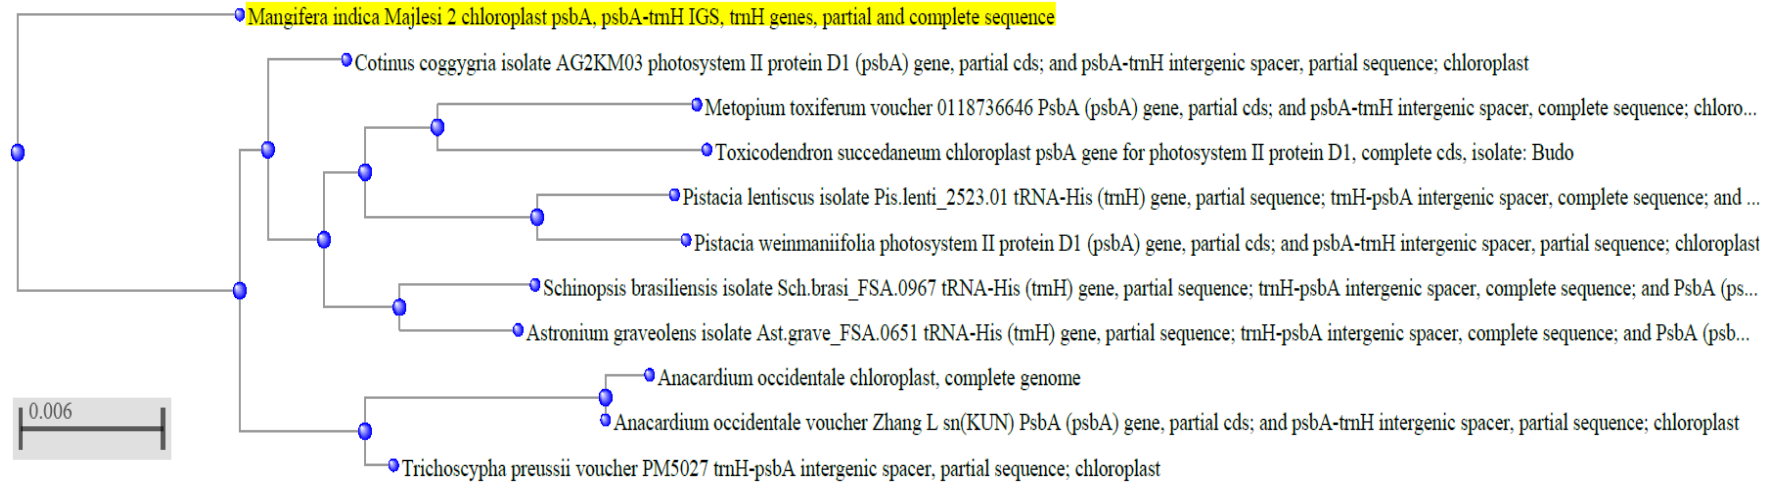 Mangifera indica Majlesi 2 chloroplast psbA, psbA-trnH IGS, trnH genes, partial and complete sequence
Cotinus coggygria isolate AG2KM03 photosystem II protein D1 (psbA) gene, partial cds; and psbA-trnH intergenic spacer, partial sequence; chloroplast
Metopium toxiferum voucher 0118736646 PsbA (psbA) gene, partial cds; and psbA-trnH intergenic spacer, complete sequence; chloro...
Toxicodendron succedaneum chloroplast psbA gene for photosystem II protein D1, complete cds, isolate: Budo
Pistacia lentiscus isolate Pis.lenti_2523.01 tRNA-His (trnH) gene, partial sequence; trnH-psbA intergenic spacer, complete sequence; and ...
Pistacia weinmaniifolia photosystem II protein D1 (psbA) gene, partial cds; and psbA-trnH intergenic spacer, partial sequence; chloroplast
Schinopsis brasiliensis isolate Sch.brasi_FSA.0967 tRNA-His (trnH) gene, partial sequence; trnH-psbA intergenic spacer, complete sequence; and PsbA (ps...
Astronium graveolens isolate Ast.grave_FSA.0651 tRNA-His (trnH) gene, partial sequence; trnH-psbA intergenic spacer, complete sequence; and PsbA (psb...
Anacardium occidentale chloroplast, complete genome
0.006
Anacardium occidentale voucher Zhang L sn(KUN) PsbA (psbA) gene, partial cds; and psbA-trnH intergenic spacer, partial sequence; chloroplast
Trichoscypha preussii voucher PM5027 trnH-psbA intergenic spacer, partial sequence; chloroplast